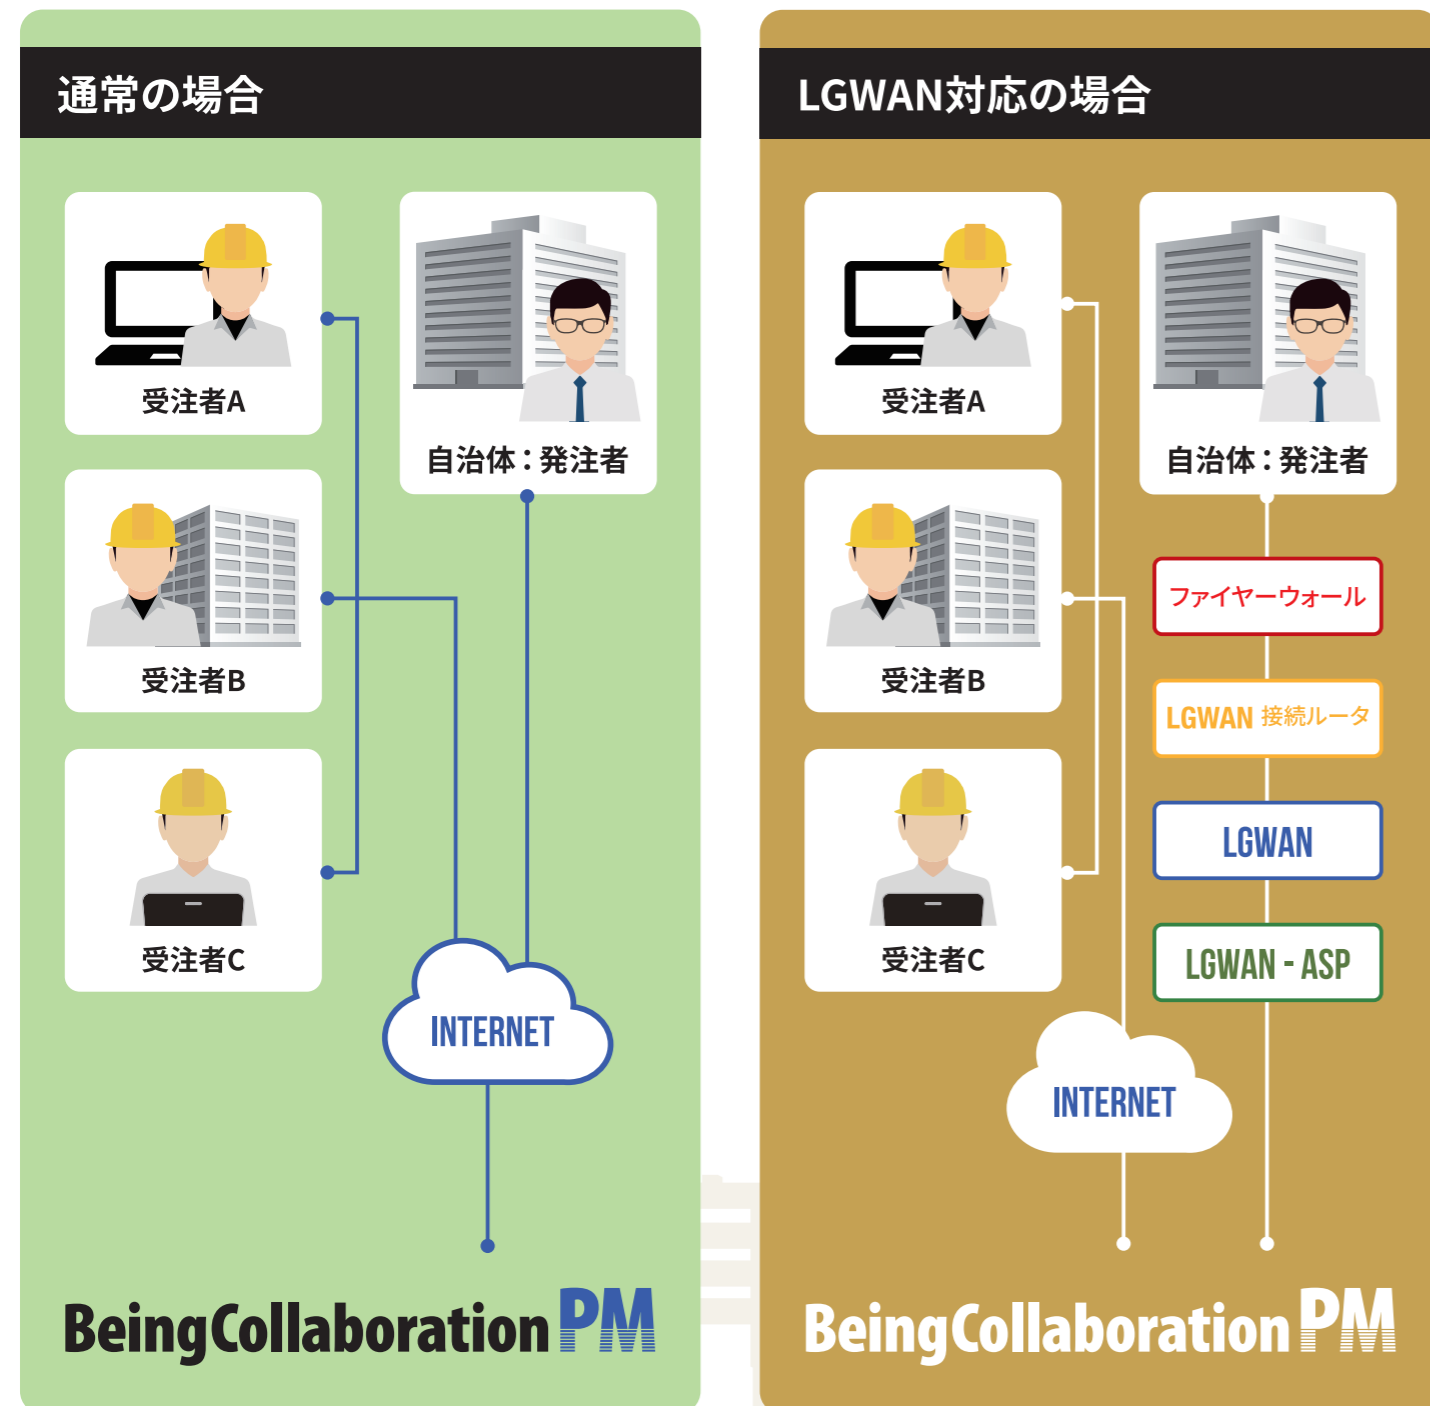 通常の場合
受注者A
自治体：発注者
受注者B
受注者C
INTERNET
BeingCollaboration PM
LGWAN対応の場合
受注者A
自治体：発注者
受注者B
ファイヤーウォール
LGWAN 接続ルータ
LGWAN
受注者C
LGWAN - ASP
INTERNET
BeingCollaboration PM